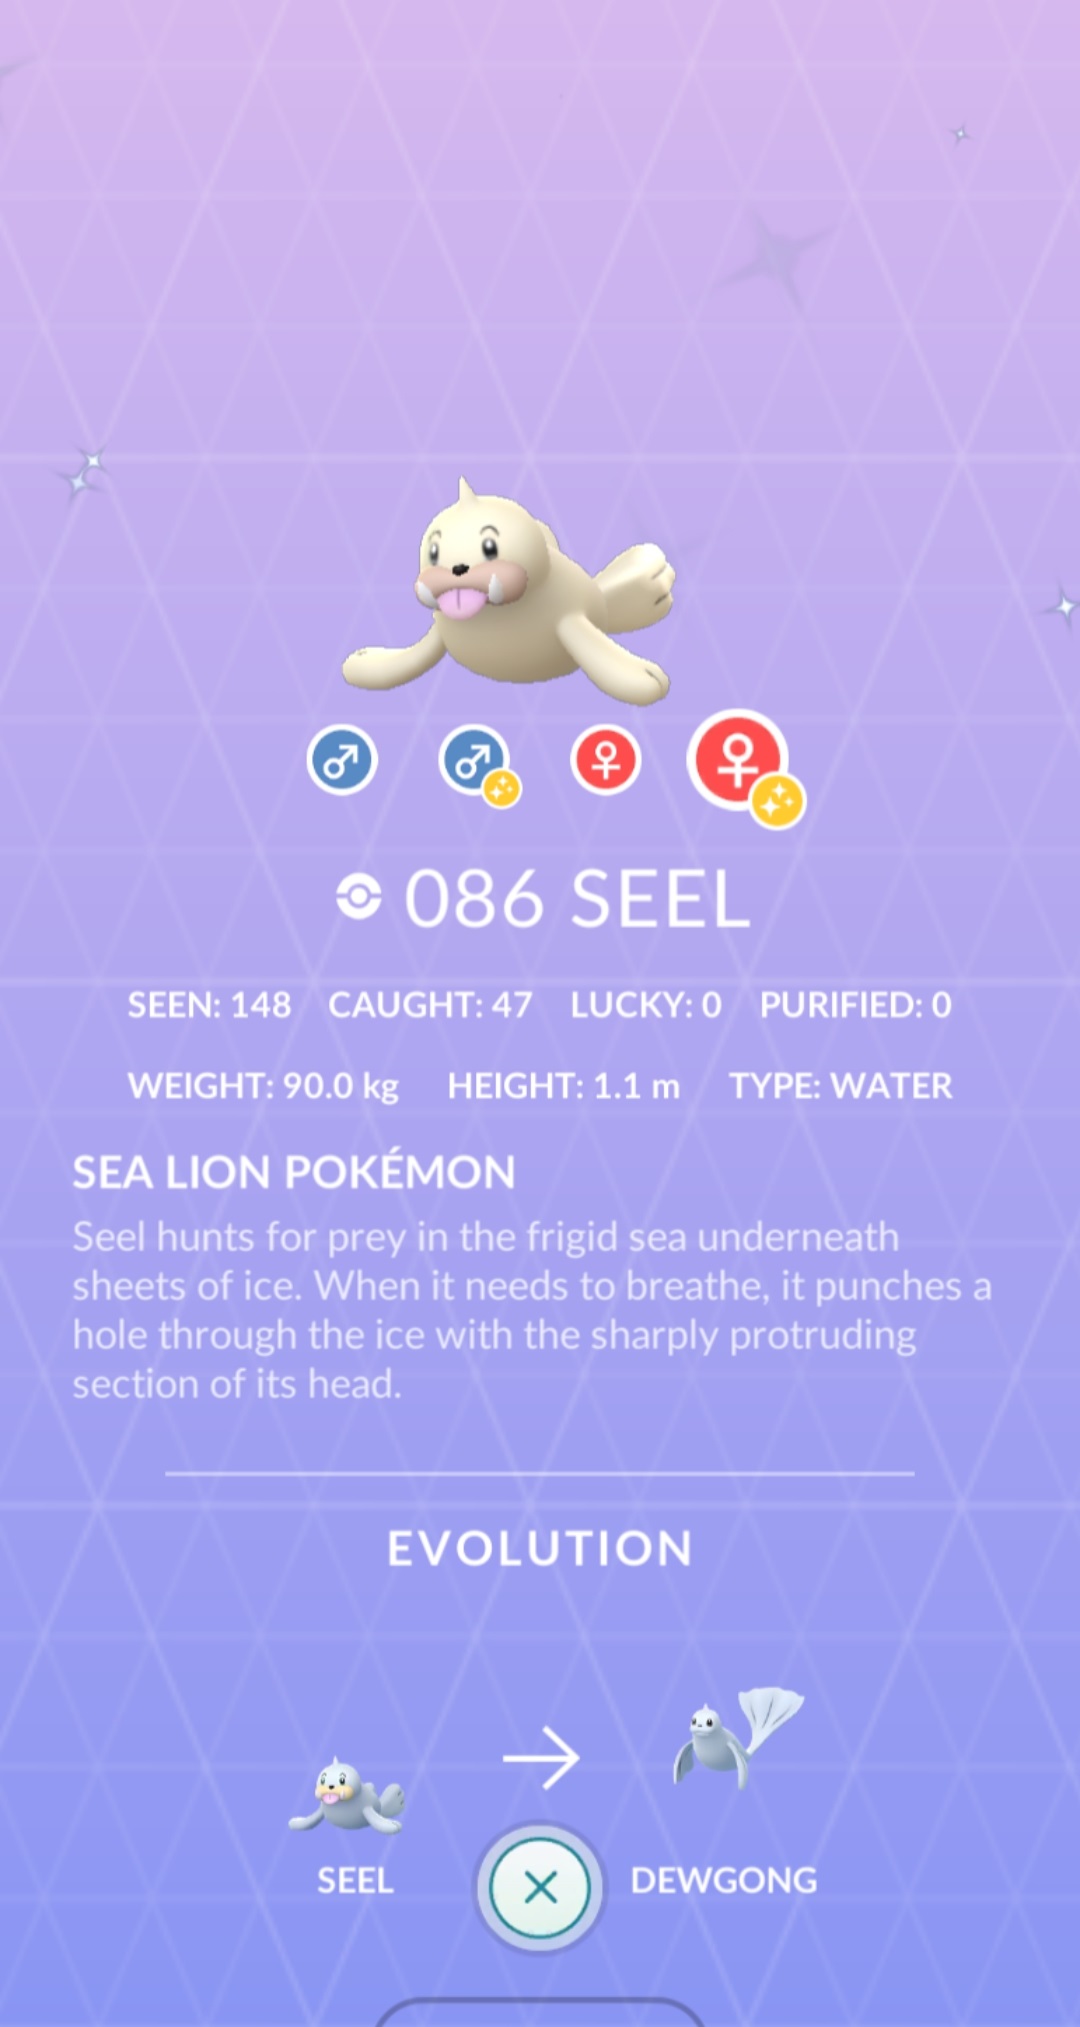 086 SEEL
SEEN: 148 CAUGHT: 47 LUCKY: 0 PURIFIED: 0
WEIGHT: 90.0 kg HEIGHT: 1.1 m TYPE: WATER
SEA LION POKÉMON
Seel hunts for prey in the frigid sea underneath
sheets of ice. When it needs to breathe, it punches a
hole through the ice with the sharply protruding
section of its head.
EVOLUTION
SEEL DEWGONG